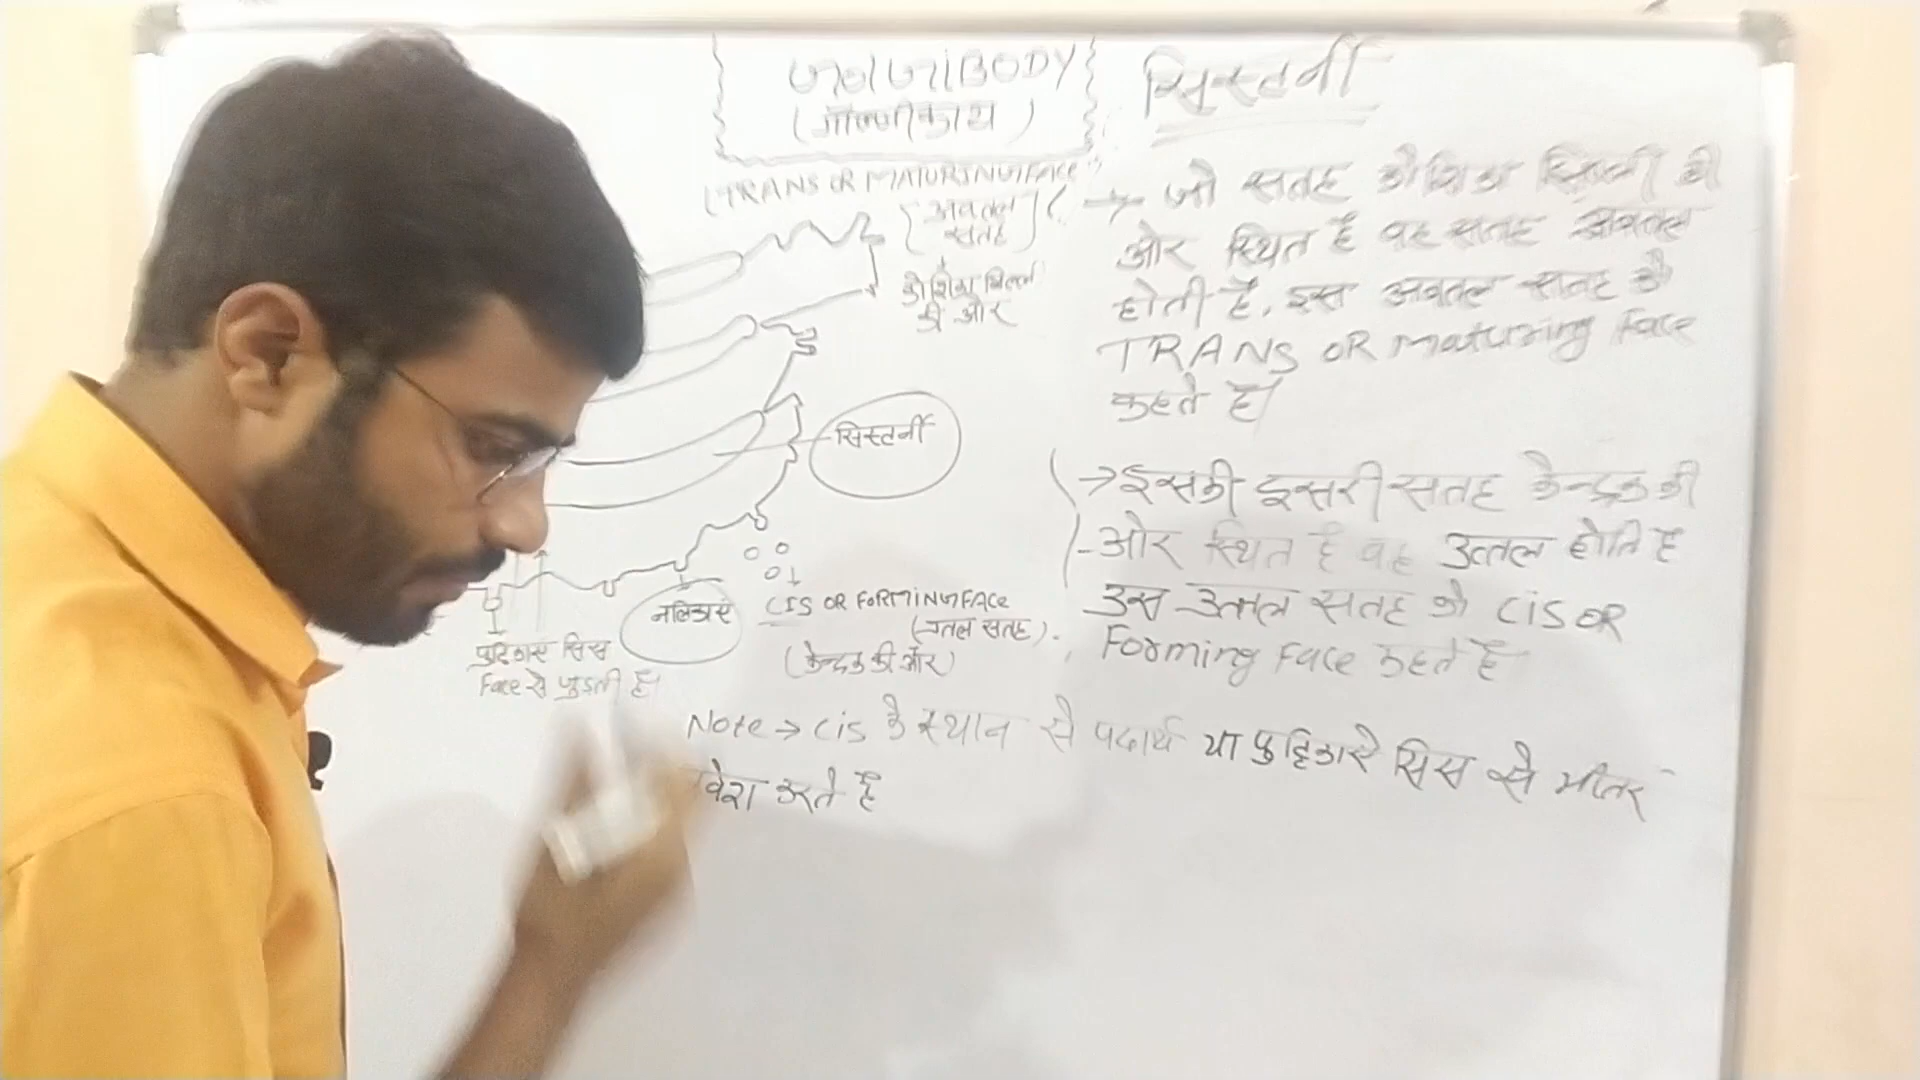 GOLGIBODY
(गॉल्जीकाय)
सिस्टर्नी
(TRANS OR MATURING FACE)
(अवतल
सतह)
कोशिका झिल्ली
की ओर
सिस्टर्नी
नलिकाएं
CIS OR FORMING FACE
(उत्तल सतह).
(केन्द्रक की ओर)
पुटिकाएं सिस
Face से जुड़ती है।
→ जो सतह कोशिका झिल्ली की
ओर स्थित है वह सतह अवतल
होती है, इस अवतल सतह को
TRANS OR Maturing Face
कहते है।
→ इसकी दूसरी सतह केन्द्रक की
ओर स्थित है वह उत्तल होति है
उस उत्तल सतह को CIS OR
Forming Face कहते है
Note → Cis के स्थान से पदार्थ या पुट्टिकाएं सिस से भीतर
करते है